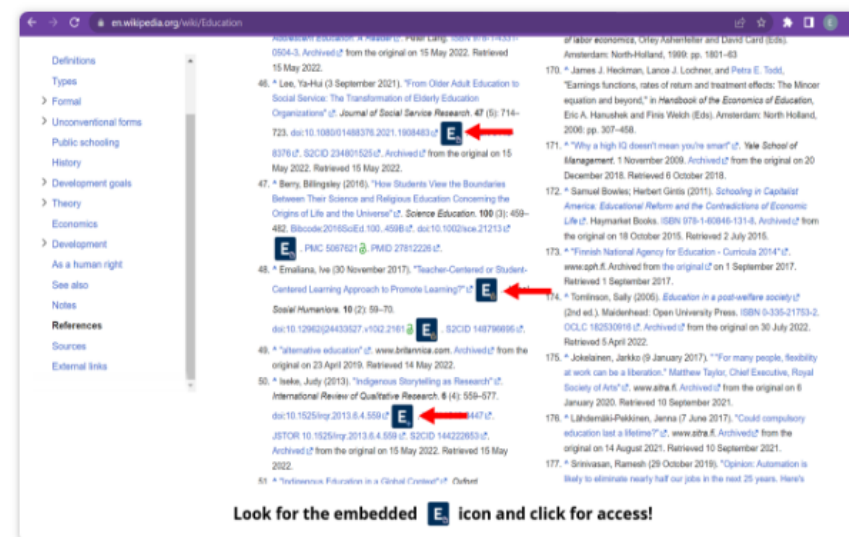 en.wikipedia.org/wiki/Education
Definitions
Types
Formal
Unconventional forms
Public schooling
History
Development goals
Theory
Economics
Development
As a human right
See also
Notes
References
Sources
External links
Adolescent Education: A Reader. Peter Lang.
0504-3. Archived from the original on 15 May 2022. Retrieved
15 May 2022.
46. ^ Lee, Ya-Hui (3 September 2021). "From Older Adult Education to
Social Service: The Transformation of Elderly Education
Organizations". Journal of Social Service Research. 47 (5): 714–
723. doi:10.1080/01488376.2021.1908483
8376. S2CID 234801525. Archived from the original on 15
May 2022. Retrieved 15 May 2022.
47. ^ Berry, Billingsley (2016). "How Students View the Boundaries
Between Their Science and Religious Education Concerning the
Origins of Life and the Universe". Science Education. 100 (3): 459–
482. Bibcode:2016SciEd.100..459B. doi:10.1002/sce.21213
E . PMC 5067621. PMID 27812226.
48. ^ Emaliana, Ive (30 November 2017). "Teacher-Centered or Student-
Centered Learning Approach to Promote Learning?" E
Sosial Humaniora. 10 (2): 59–70.
doi:10.12962/j24433527.v10i2.2161 E . S2CID 148796695.
49. ^ "alternative education". www.britannica.com. Archived from the
original on 23 April 2019. Retrieved 14 May 2022.
50. ^ Iseke, Judy (2013). "Indigenous Storytelling as Research".
International Review of Qualitative Research. 6 (4): 559–577.
doi:10.1525/irqr.2013.6.4.559 E 447.
JSTOR 10.1525/irqr.2013.6.4.559. S2CID 144222653.
Archived from the original on 15 May 2022. Retrieved 15 May
2022.
51. ^ "Indigenous Education in a Global Context". Oxford
of labor economics, Orley Ashenfelter and David Card (Eds).
Amsterdam: North-Holland, 1999: pp. 1801–63
170. ^ James J. Heckman, Lance J. Lochner, and Petra E. Todd,
"Earnings functions, rates of return and treatment effects: The Mincer
equation and beyond," in Handbook of the Economics of Education,
Eric A. Hanushek and Finis Welch (Eds). Amsterdam: North Holland,
2006: pp. 307–458.
171. ^ "Why a high IQ doesn't mean you're smart". Yale School of
Management. 1 November 2009. Archived from the original on 20
December 2018. Retrieved 6 October 2018.
172. ^ Samuel Bowles; Herbert Gintis (2011). Schooling in Capitalist
America: Educational Reform and the Contradictions of Economic
Life. Haymarket Books. ISBN 978-1-60846-131-8. Archived from
the original on 18 October 2015. Retrieved 2 July 2015.
173. ^ "Finnish National Agency for Education - Curricula 2014".
www.oph.fi. Archived from the original on 1 September 2017.
Retrieved 1 September 2017.
174. ^ Tomlinson, Sally (2005). Education in a post-welfare society
(2nd ed.). Maidenhead: Open University Press. ISBN 0-335-21753-2.
OCLC 182530916. Archived from the original on 30 July 2022.
Retrieved 5 April 2022.
175. ^ Jokelainen, Jarkko (9 January 2017). ""For many people, flexibility
at work can be a liberation." Matthew Taylor, Chief Executive, Royal
Society of Arts". www.sitra.fi. Archived from the original on 6
January 2020. Retrieved 10 September 2021.
176. ^ Lähdemäki-Pekkinen, Jenna (7 June 2017). "Could compulsory
education last a lifetime?". www.sitra.fi. Archived from the
original on 14 August 2021. Retrieved 10 September 2021.
177. ^ Srinivasan, Ramesh (29 October 2019). "Opinion: Automation is
likely to eliminate nearly half our jobs in the next 25 years. Here's
Look for the embedded E icon and click for access!